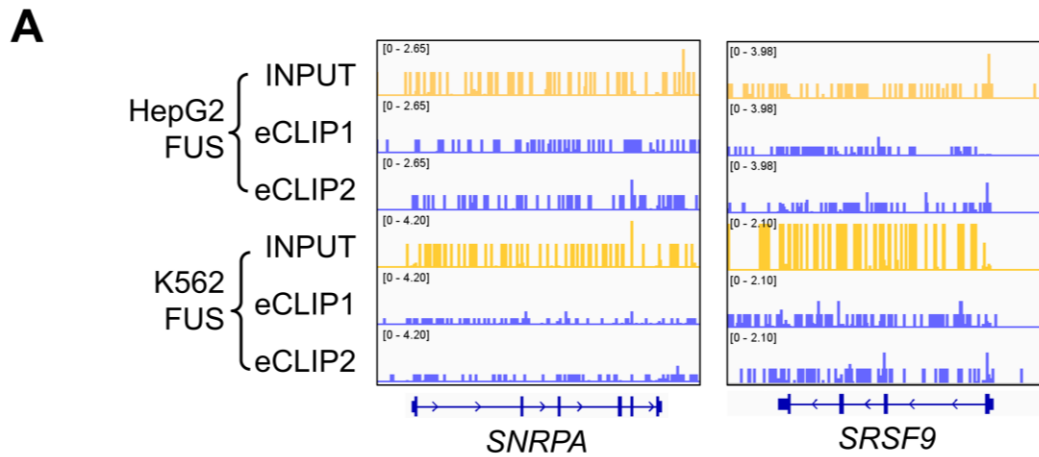 A
HepG2
FUS
INPUT
eCLIP1
eCLIP2
K562
FUS
INPUT
eCLIP1
eCLIP2
[0 - 2.65]
[0 - 2.65]
[0 - 2.65]
[0 - 4.20]
[0 - 4.20]
[0 - 4.20]
SNRPA
[0 - 3.98]
[0 - 3.98]
[0 - 3.98]
[0 - 2.10]
[0 - 2.10]
[0 - 2.10]
SRSF9